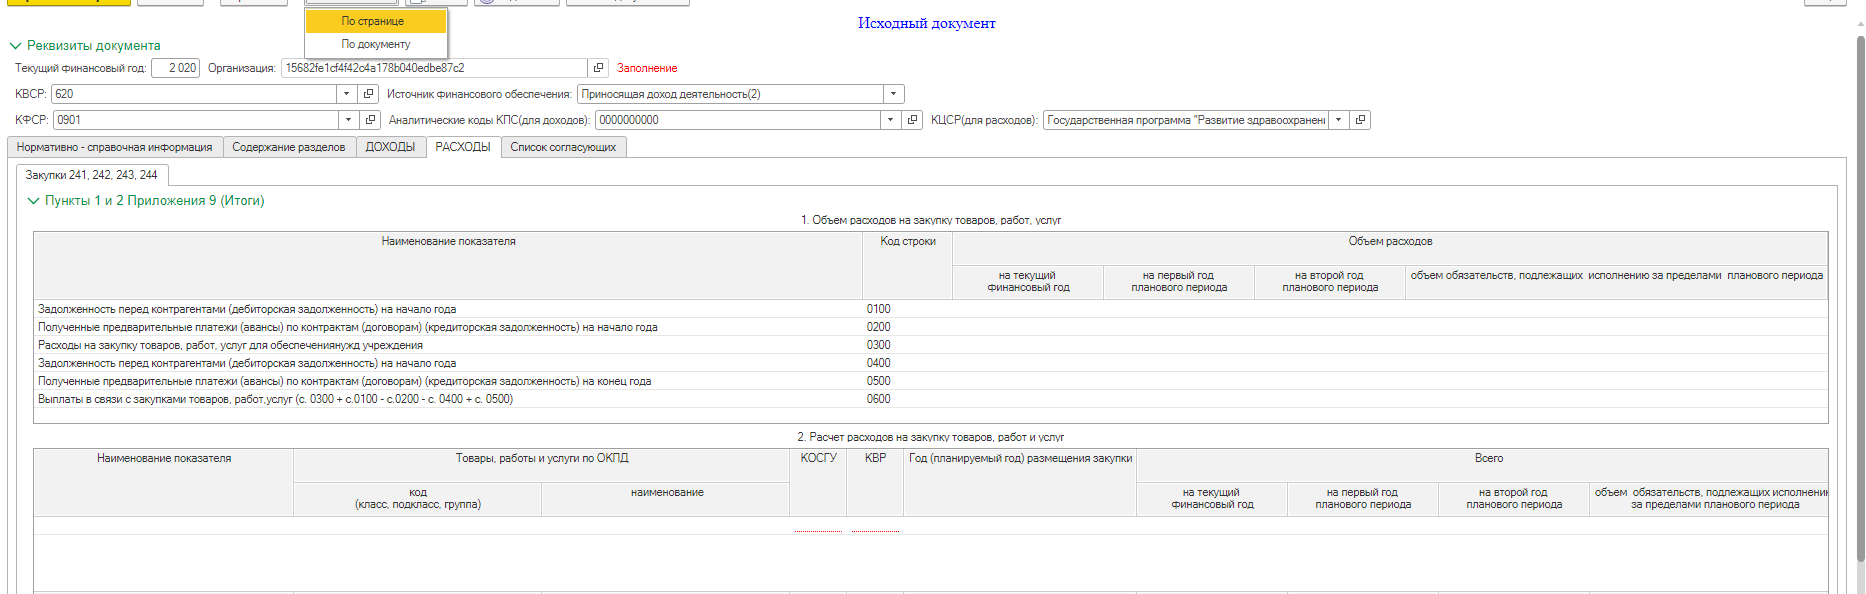 По странице
По документу
Исходный документ
Реквизиты документа
Текущий финансовый год: 2 020 Организация: 15682fe1cf4f42c4a178b040edbe87c2 Заполнение
КВСР: 620 Источник финансового обеспечения: Приносящая доход деятельность(2)
КФСР: 0901 Аналитические коды КПС(для доходов): 0000000000 КЦСР(для расходов): Государственная программа "Развитие здравоохранени
Нормативно - справочная информация Содержание разделов ДОХОДЫ РАСХОДЫ Список согласующих
Закупки 241, 242, 243, 244
Пункты 1 и 2 Приложения 9 (Итоги)
1. Объем расходов на закупку товаров, работ, услуг
Наименование показателя Код строки Объем расходов
на текущий финансовый год на первый год планового периода на второй год планового периода объем обязательств, подлежащих исполнению за пределами планового периода
Задолженность перед контрагентами (дебиторская задолженность) на начало года 0100
Полученные предварительные платежи (авансы) по контрактам (договорам) (кредиторская задолженность) на начало года 0200
Расходы на закупку товаров, работ, услуг для обеспечениянужд учреждения 0300
Задолженность перед контрагентами (дебиторская задолженность) на начало года 0400
Полученные предварительные платежи (авансы) по контрактам (договорам) (кредиторская задолженность) на конец года 0500
Выплаты в связи с закупками товаров, работ,услуг (с. 0300 + с.0100 - с.0200 - с. 0400 + с. 0500) 0600
2. Расчет расходов на закупку товаров, работ и услуг
Наименование показателя Товары, работы и услуги по ОКПД КОСГУ КВР Год (планируемый год) размещения закупки Всего
код (класс, подкласс, группа) наименование на текущий финансовый год на первый год планового периода на второй год планового периода объем обязательств, подлежащих исполнени за пределами планового периода